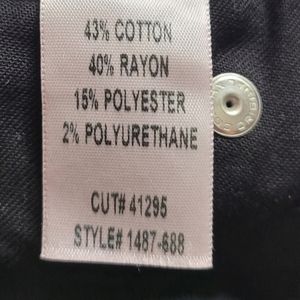 43% COTTON
40% RAYON
15% POLYESTER
2% POLYURETHANE
CUT# 41295
STYLE# 1487-688